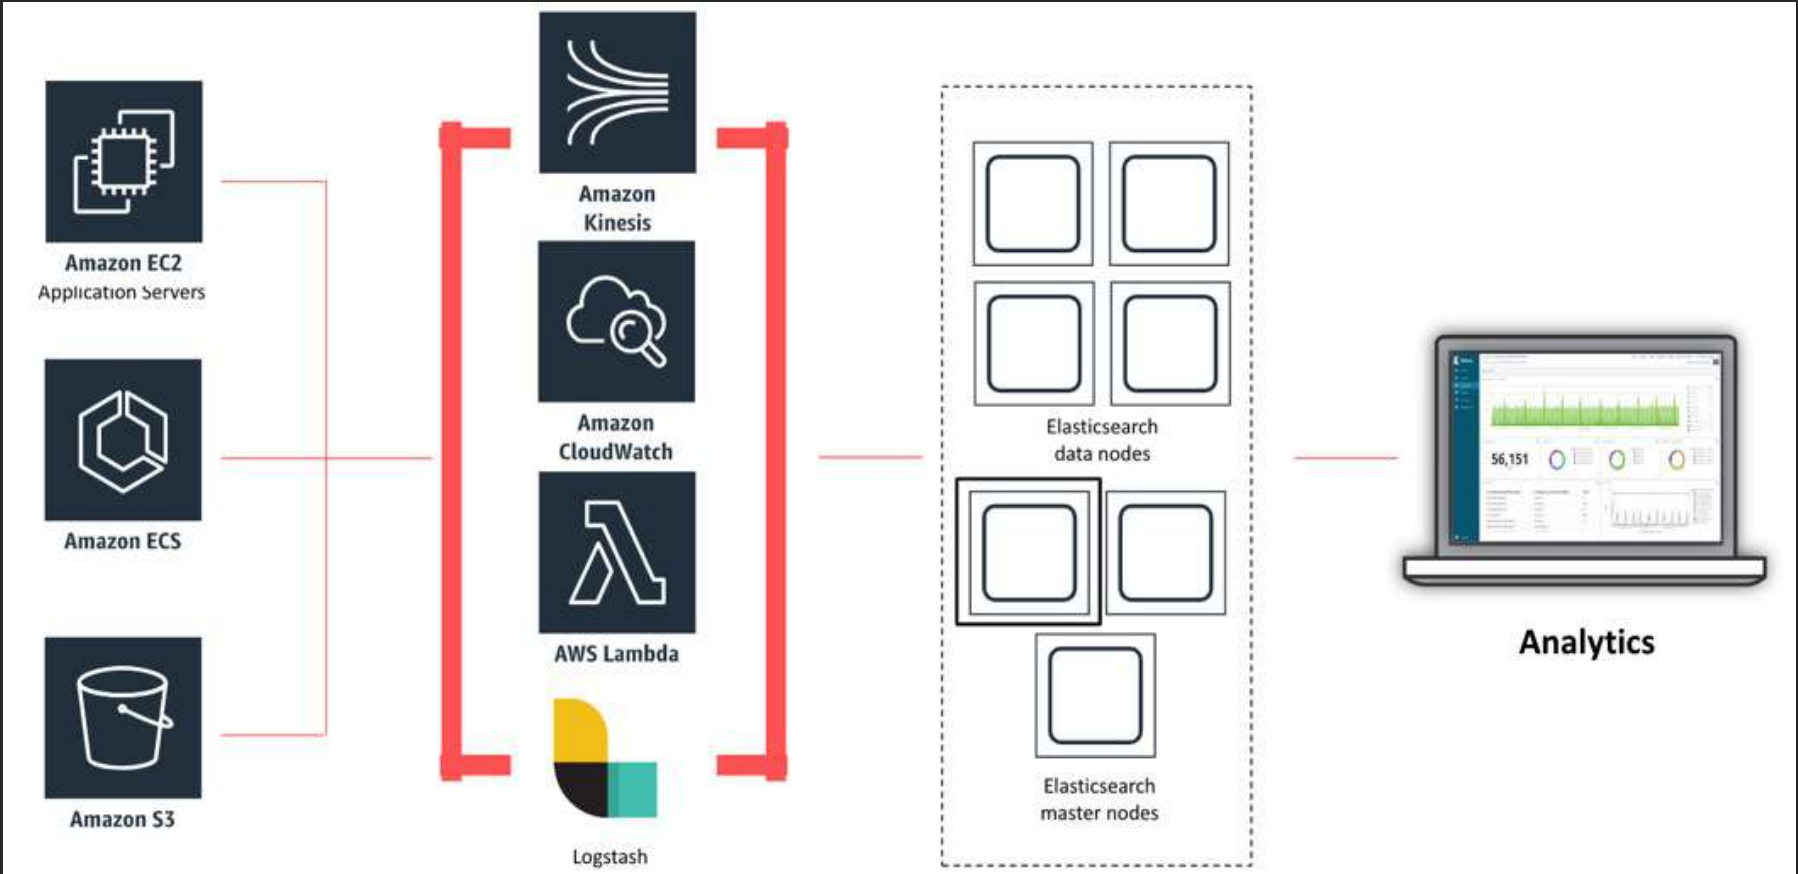 Amazon EC2
Application Servers
Amazon ECS
Amazon S3
Amazon
Kinesis
Amazon
CloudWatch
AWS Lambda
Logstash
Elasticsearch
data nodes
Elasticsearch
master nodes
56,151
Analytics